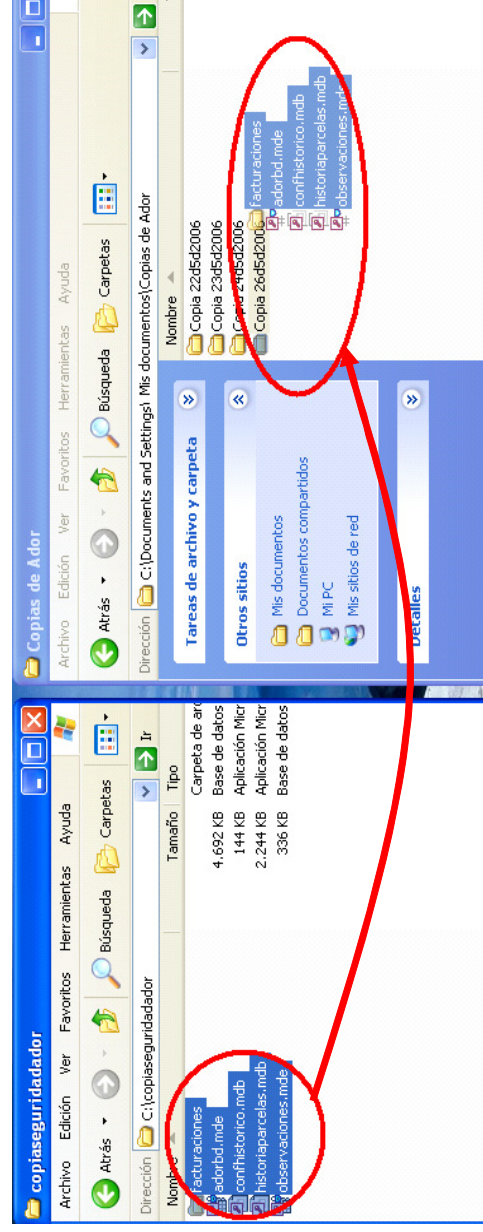 copiaseguridadador
Archivo Edición Ver Favoritos Herramientas Ayuda
Atrás Búsqueda Carpetas
Dirección C:\copiaseguridadador Ir
Nombre Tamaño Tipo
facturaciones Carpeta de arc
adorbd.mde 4.692 KB Base de datos
confhistorico.mdb 144 KB Aplicación Micr
historiaparcelas.mdb 2.244 KB Aplicación Micr
observaciones.mde 336 KB Base de datos
Copias de Ador
Archivo Edición Ver Favoritos Herramientas Ayuda
Atrás Búsqueda Carpetas
Dirección C:\Documents and Settings\ Mis documentos\Copias de Ador
Tareas de archivo y carpeta
Otros sitios
Mis documentos
Documentos compartidos
Mi PC
Mis sitios de red
Detalles
Nombre
Copia 22d5d2006
Copia 23d5d2006
Copia 24d5d2006
Copia 26d5d2006
facturaciones
adorbd.mde
confhistorico.mdb
historiaparcelas.mdb
observaciones.mde